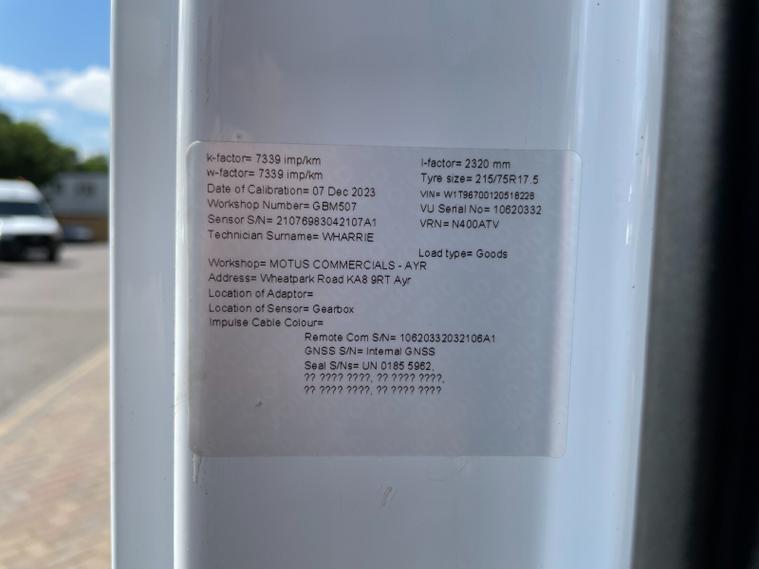 k-factor= 7339 imp/km
w-factor= 7339 imp/km
Date of Calibration= 07 Dec 2023
Workshop Number= GBM507
Sensor S/N= 21076983042107A1
Technician Surname= WHARRIE
l-factor= 2320 mm
Tyre size= 215/75R17.5
VIN= W1T96700120518228
VU Serial No= 10620332
VRN= N400ATV
Load type= Goods
Workshop= MOTUS COMMERCIALS - AYR
Address= Wheatpark Road KA8 9RT Ayr
Location of Adaptor=
Location of Sensor= Gearbox
Impulse Cable Colour=
Remote Com S/N= 10620332032106A1
GNSS S/N= Internal GNSS
Seal S/Ns= UN 0185 5962,
?? ???? ????, ?? ???? ????,
?? ???? ????, ?? ???? ????